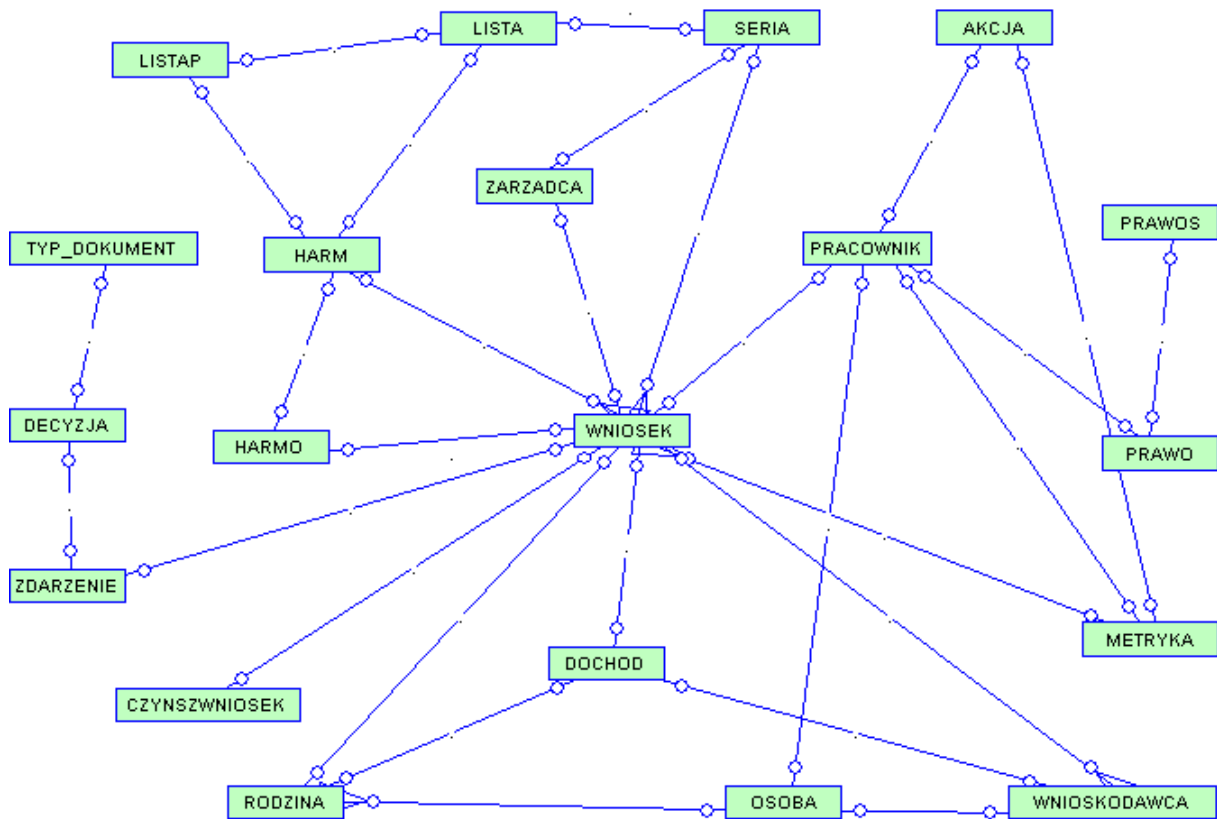 LISTA
SERIA
AKCJA
LISTAP
ZARZADCA
PRAWOS
TYP_DOKUMENT
HARM
PRACOWNIK
DECYZJA
HARMO
WNIOSEK
PRAWO
ZDARZENIE
METRYKA
DOCHOD
CZYNSZWNIOSEK
RODZINA
OSOBA
WNIOSKODAWCA